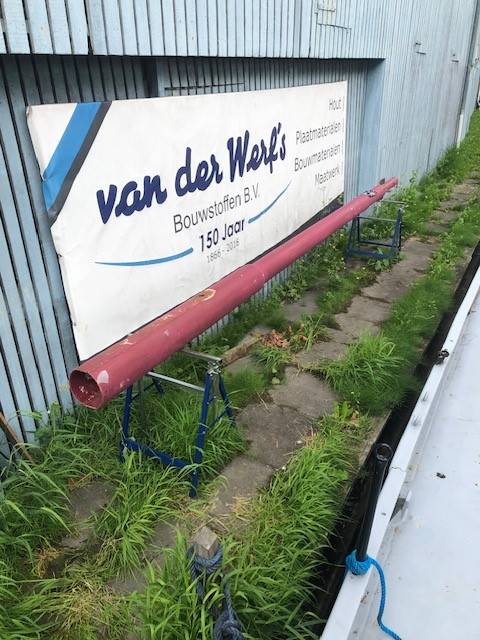 van der Werf's
Bouwstoffen B.V.
150 Jaar
1866 - 2016
Hout
Plaatmaterialen
Bouwmaterialen
Maatwerk